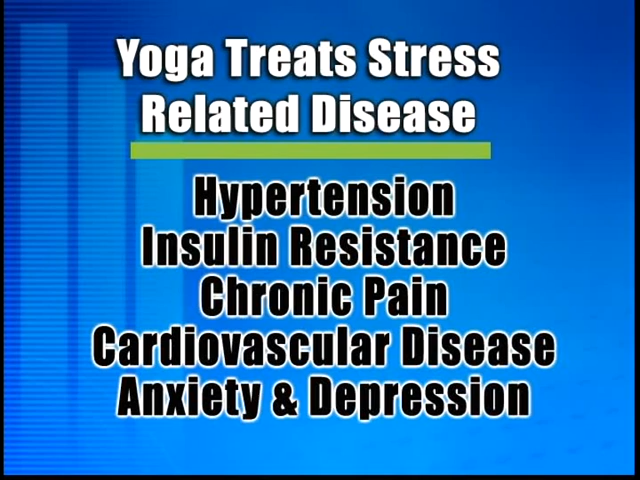 Yoga Treats Stress
Related Disease
Hypertension
Insulin Resistance
Chronic Pain
Cardiovascular Disease
Anxiety & Depression